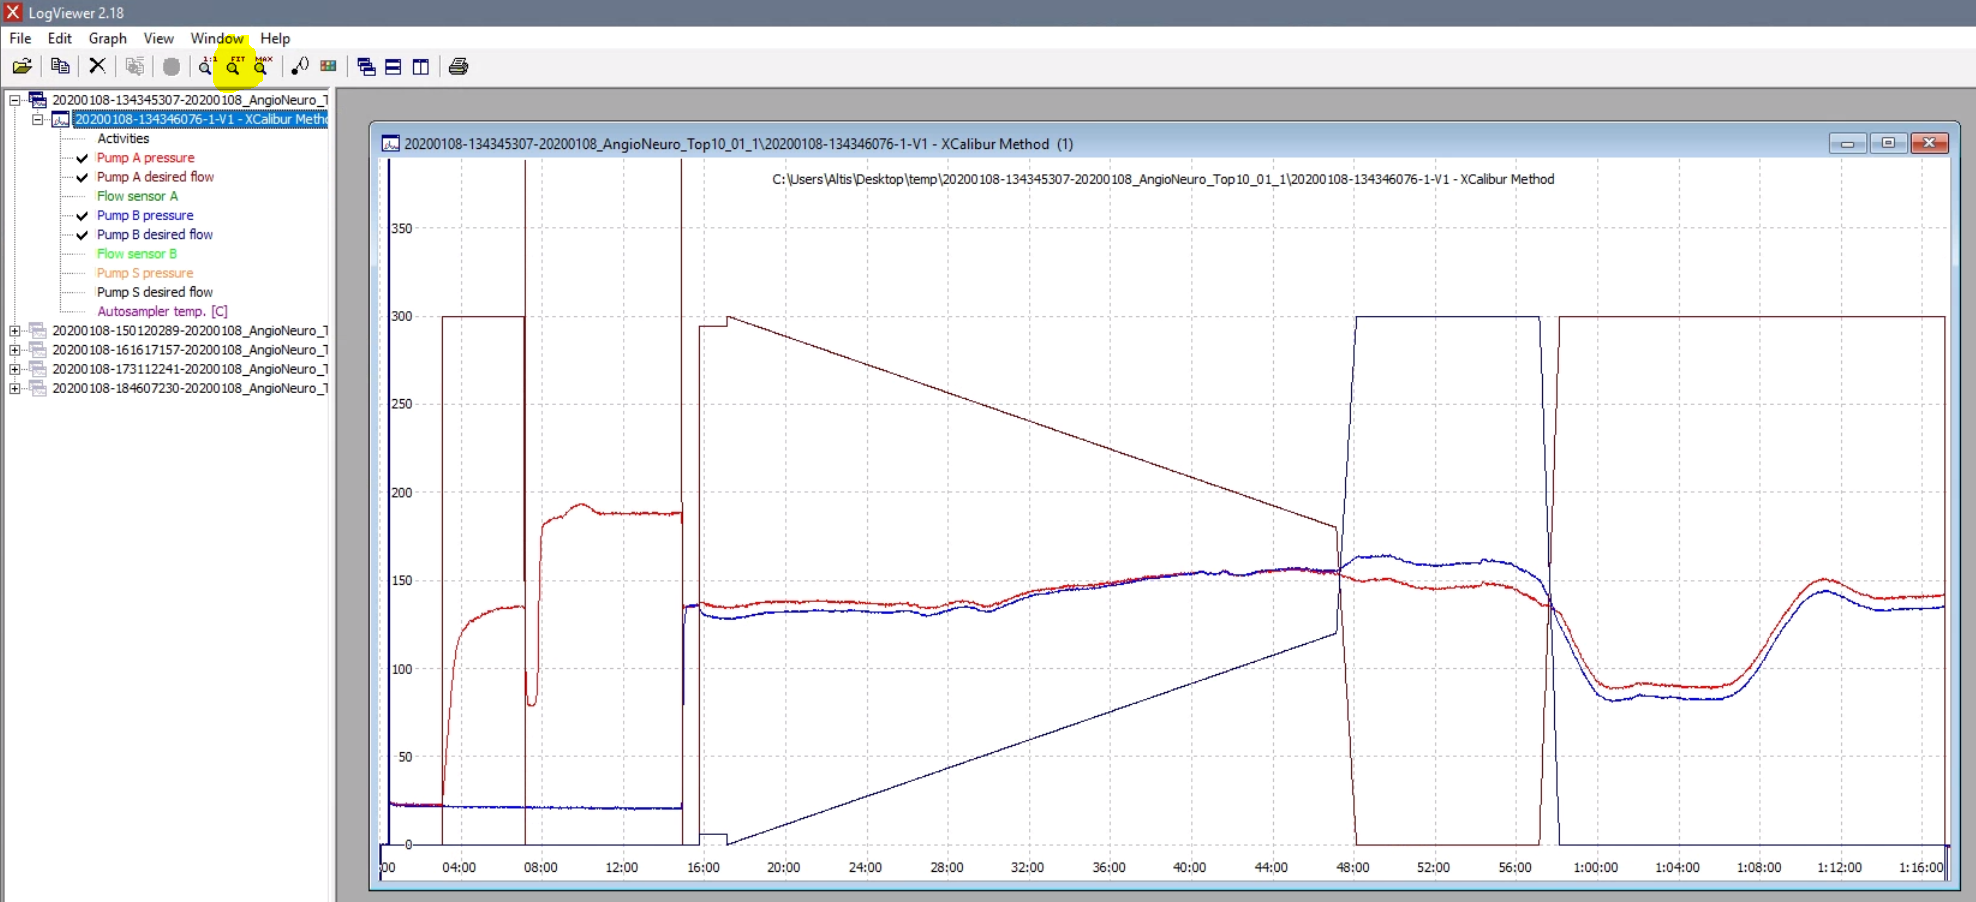 LogViewer 2.18
File Edit Graph View Window Help
1:1 FIT MAX
20200108-134345307-20200108_AngioNeuro_T
20200108-134346076-1-V1 - XCalibur Metho
Activities
Pump A pressure
Pump A desired flow
Flow sensor A
Pump B pressure
Pump B desired flow
Flow sensor B
Pump S pressure
Pump S desired flow
Autosampler temp. [C]
20200108-150120289-20200108_AngioNeuro_T
20200108-161617157-20200108_AngioNeuro_T
20200108-173112241-20200108_AngioNeuro_T
20200108-184607230-20200108_AngioNeuro_T
20200108-134345307-20200108_AngioNeuro_Top10_01_1\20200108-134346076-1-V1 - XCalibur Method (1)
C:\Users\Altis\Desktop\temp\20200108-134345307-20200108_AngioNeuro_Top10_01_1\20200108-134346076-1-V1 - XCalibur Method
350
300
250
200
150
100
50
0
00 04:00 08:00 12:00 16:00 20:00 24:00 28:00 32:00 36:00 40:00 44:00 48:00 52:00 56:00 1:00:00 1:04:00 1:08:00 1:12:00 1:16:00